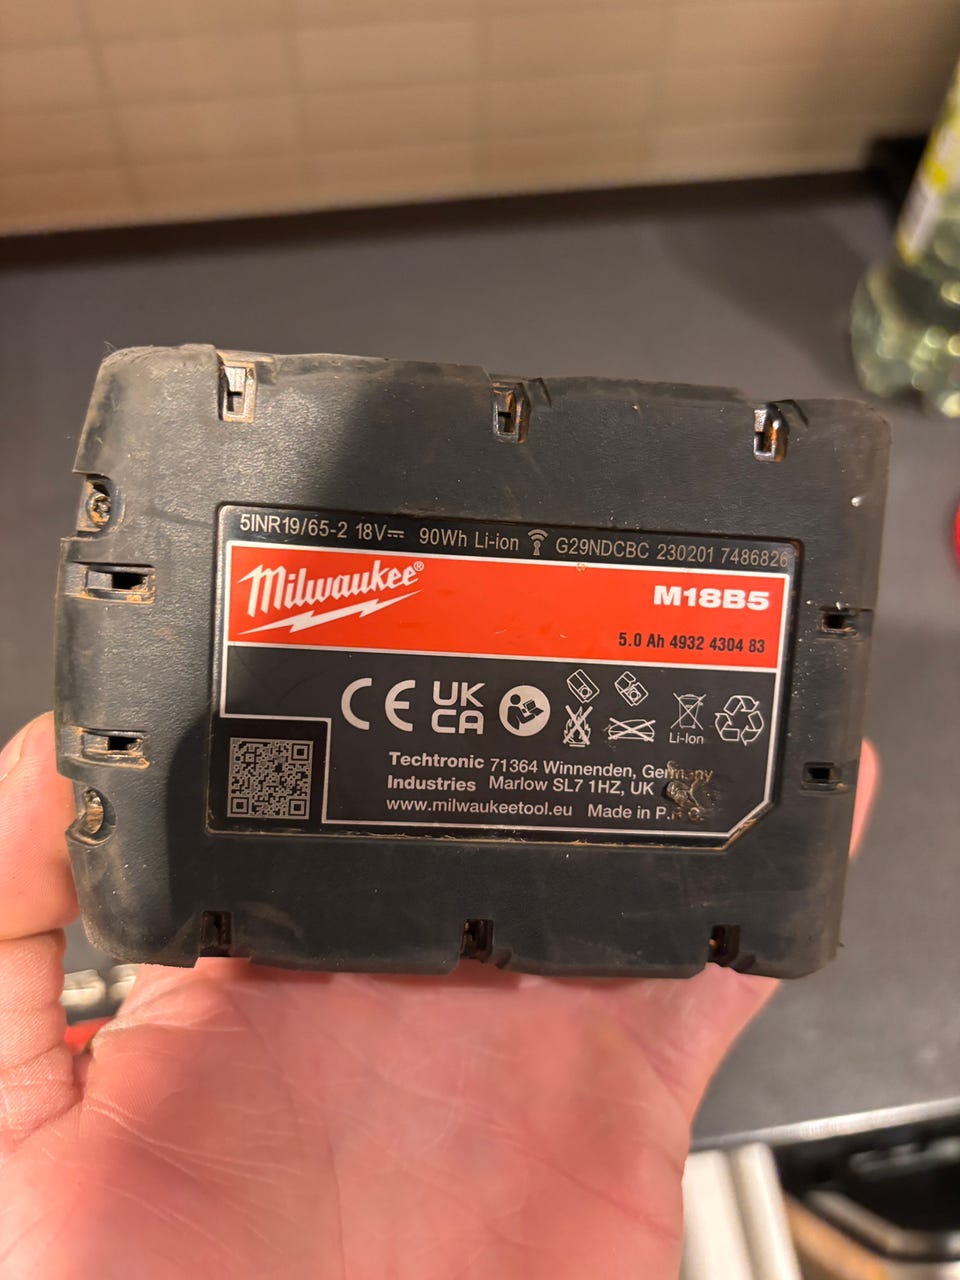 5INR19/65-2 18V⎓ 90Wh Li-ion G29NDCBC 230201 7486826
Milwaukee®
M18B5
5.0 Ah 4932 4304 83
CE UK CA
Li-Ion
Techtronic Industries
71364 Winnenden, Germany
Marlow SL7 1HZ, UK
www.milwaukeetool.eu Made in P.R.C.